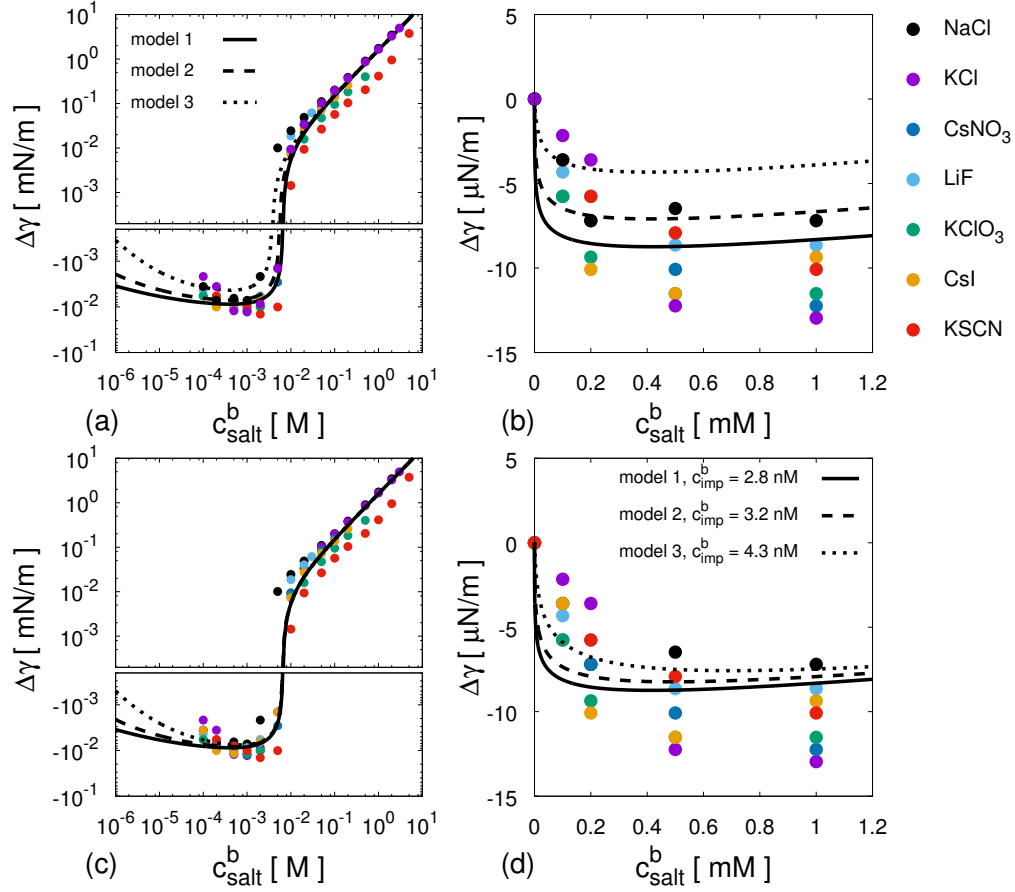 10^1
10^0
10^-1
10^-2
10^-3
-10^-3
-10^-2
-10^-1
Δγ [ mN/m ]
model 1
model 2
model 3
10^-6 10^-5 10^-4 10^-3 10^-2 10^-1 10^0 10^1
(a) c_salt^b [ M ]
5
0
-5
-10
-15
Δγ [ μN/m ]
0 0.2 0.4 0.6 0.8 1 1.2
(b) c_salt^b [ mM ]
NaCl
KCl
CsNO₃
LiF
KClO₃
CsI
KSCN
10^1
10^0
10^-1
10^-2
10^-3
-10^-3
-10^-2
-10^-1
Δγ [ mN/m ]
10^-6 10^-5 10^-4 10^-3 10^-2 10^-1 10^0 10^1
(c) c_salt^b [ M ]
5
0
-5
-10
-15
Δγ [ μN/m ]
model 1, c_imp^b = 2.8 nM
model 2, c_imp^b = 3.2 nM
model 3, c_imp^b = 4.3 nM
0 0.2 0.4 0.6 0.8 1 1.2
(d) c_salt^b [ mM ]